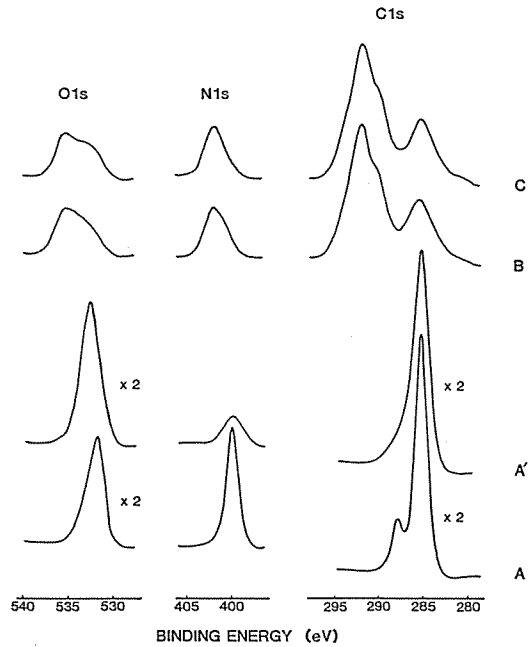 C1s
O1s
N1s
C
B
x 2
x 2
A′
x 2
x 2
A
540 535 530 405 400 295 290 285 280
BINDING ENERGY (eV)